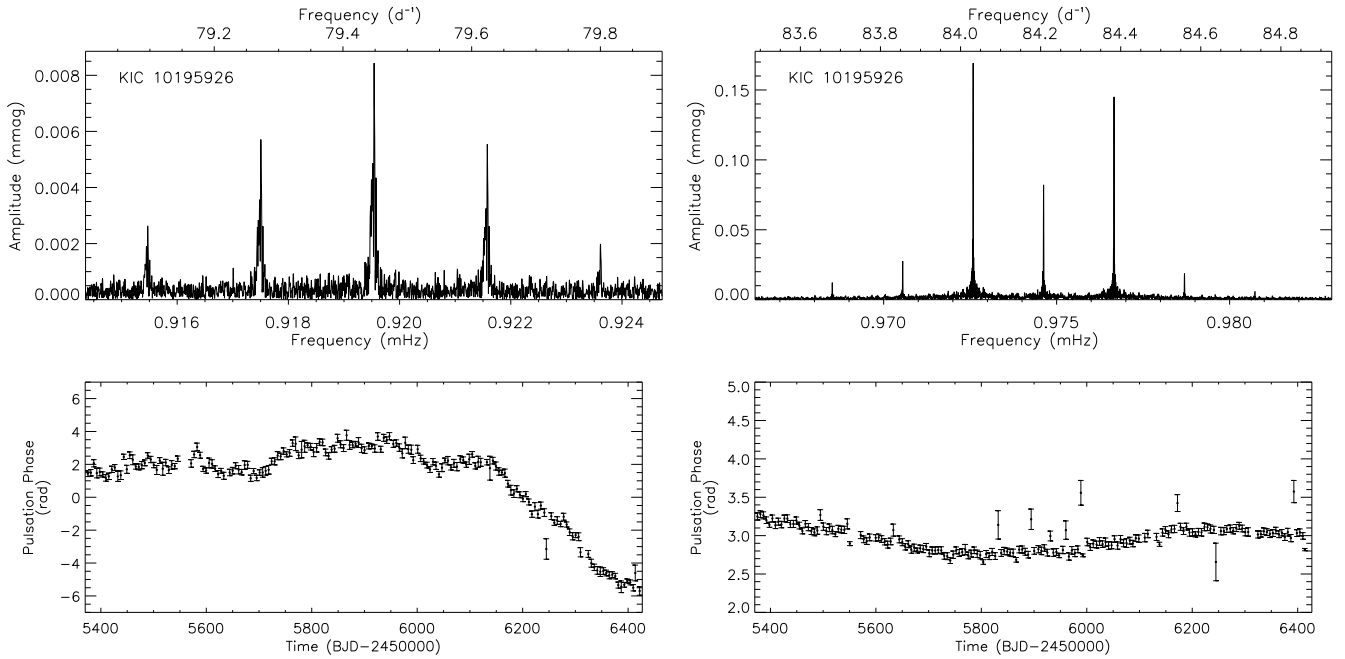 Frequency (d⁻¹)
79.2 79.4 79.6 79.8
KIC 10195926
0.008
0.006
0.004
0.002
0.000
Amplitude (mmag)
0.916 0.918 0.920 0.922 0.924
Frequency (mHz)
Frequency (d⁻¹)
83.6 83.8 84.0 84.2 84.4 84.6 84.8
KIC 10195926
0.15
0.10
0.05
0.00
Amplitude (mmag)
0.970 0.975 0.980
Frequency (mHz)
6
4
2
0
−2
−4
−6
Pulsation Phase
(rad)
5400 5600 5800 6000 6200 6400
Time (BJD−2450000)
5.0
4.5
4.0
3.5
3.0
2.5
2.0
Pulsation Phase
(rad)
5400 5600 5800 6000 6200 6400
Time (BJD−2450000)